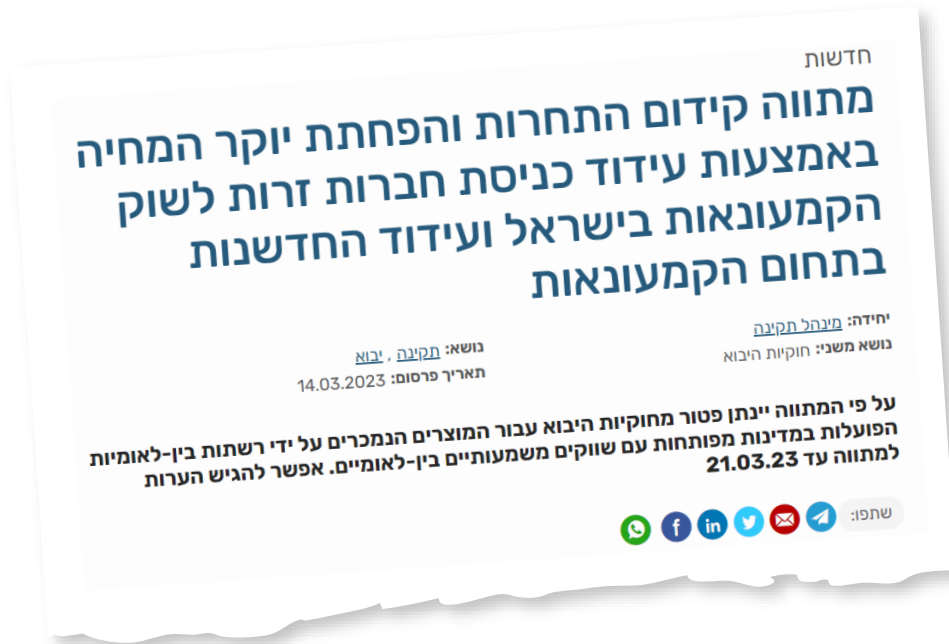 חדשות
מתווה קידום התחרות והפחתת יוקר המחיה
באמצעות עידוד כניסת חברות זרות לשוק
הקמעונאות בישראל ועידוד החדשנות
בתחום הקמעונאות
יחידה: מינהל תקינה
נושא: תקינה , יבוא
נושא משני: חוקיות היבוא
תאריך פרסום: 14.03.2023
על פי המתווה יינתן פטור מחוקיות היבוא עבור המוצרים הנמכרים על ידי רשתות בין-לאומיות
הפועלות במדינות מפותחות עם שווקים משמעותיים בין-לאומיים. אפשר להגיש הערות
למתווה עד 21.03.23
שתפו: